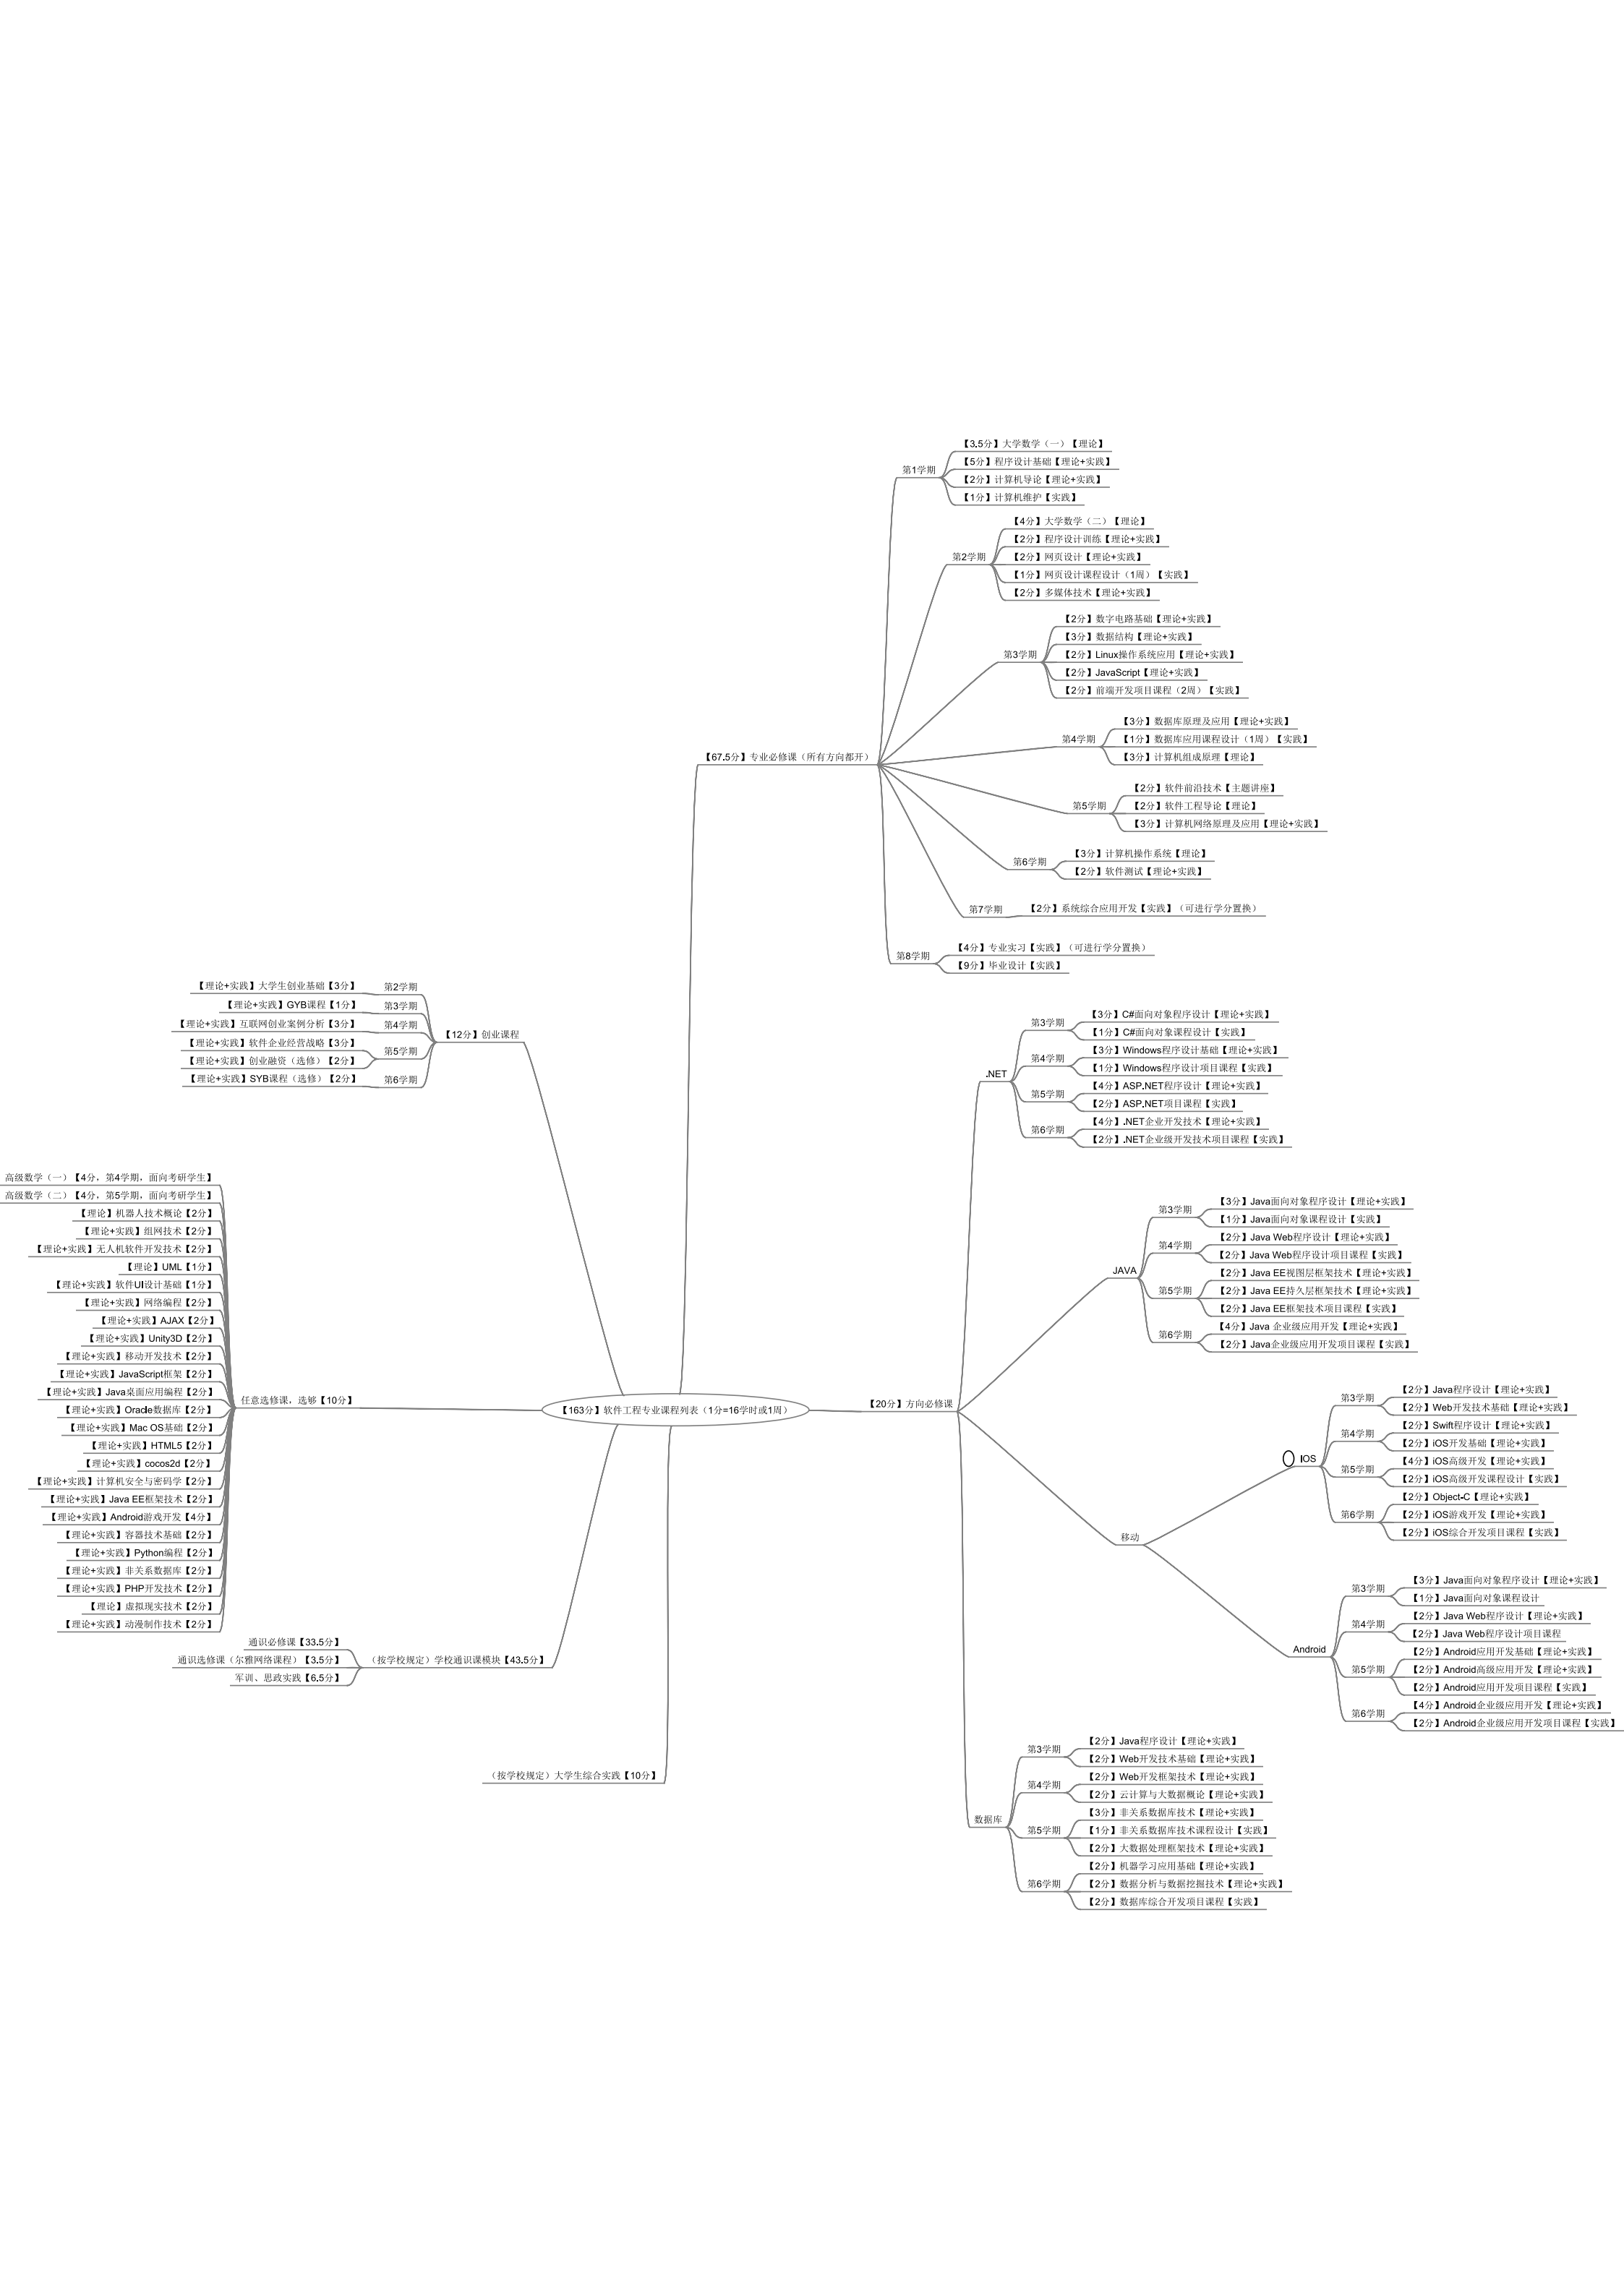 【163分】软件工程专业课程列表（1分=16学时或1周）
【67.5分】专业必修课（所有方向都开）
第1学期
【3.5分】大学数学（一）【理论】
【5分】程序设计基础【理论+实践】
【2分】计算机导论【理论+实践】
【1分】计算机维护【实践】
第2学期
【4分】大学数学（二）【理论】
【2分】程序设计训练【理论+实践】
【2分】网页设计【理论+实践】
【1分】网页设计课程设计（1周）【实践】
【2分】多媒体技术【理论+实践】
第3学期
【2分】数字电路基础【理论+实践】
【3分】数据结构【理论+实践】
【2分】Linux操作系统应用【理论+实践】
【2分】JavaScript【理论+实践】
【2分】前端开发项目课程（2周）【实践】
第4学期
【3分】数据库原理及应用【理论+实践】
【1分】数据库应用课程设计（1周）【实践】
【3分】计算机组成原理【理论】
第5学期
【2分】软件前沿技术【主题讲座】
【2分】软件工程导论【理论】
【3分】计算机网络原理及应用【理论+实践】
第6学期
【3分】计算机操作系统【理论】
【2分】软件测试【理论+实践】
第7学期
【2分】系统综合应用开发【实践】（可进行学分置换）
第8学期
【4分】专业实习【实践】（可进行学分置换）
【9分】毕业设计【实践】
【20分】方向必修课
.NET
第3学期
【3分】C#面向对象程序设计【理论+实践】
【1分】C#面向对象课程设计【实践】
第4学期
【3分】Windows程序设计基础【理论+实践】
【1分】Windows程序设计项目课程【实践】
第5学期
【4分】ASP.NET程序设计【理论+实践】
【2分】ASP.NET项目课程【实践】
第6学期
【4分】.NET企业开发技术【理论+实践】
【2分】.NET企业级开发技术项目课程【实践】
JAVA
第3学期
【3分】Java面向对象程序设计【理论+实践】
【1分】Java面向对象课程设计【实践】
第4学期
【2分】Java Web程序设计【理论+实践】
【2分】Java Web程序设计项目课程【实践】
第5学期
【2分】Java EE视图层框架技术【理论+实践】
【2分】Java EE持久层框架技术【理论+实践】
【2分】Java EE框架技术项目课程【实践】
第6学期
【4分】Java 企业级应用开发【理论+实践】
【2分】Java企业级应用开发项目课程【实践】
移动
IOS
第3学期
【2分】Java程序设计【理论+实践】
【2分】Web开发技术基础【理论+实践】
第4学期
【2分】Swift程序设计【理论+实践】
【2分】iOS开发基础【理论+实践】
第5学期
【4分】iOS高级开发【理论+实践】
【2分】iOS高级开发课程设计【实践】
第6学期
【2分】Object-C【理论+实践】
【2分】iOS游戏开发【理论+实践】
【2分】iOS综合开发项目课程【实践】
Android
第3学期
【3分】Java面向对象程序设计【理论+实践】
【1分】Java面向对象课程设计
第4学期
【2分】Java Web程序设计【理论+实践】
【2分】Java Web程序设计项目课程
第5学期
【2分】Android应用开发基础【理论+实践】
【2分】Android高级应用开发【理论+实践】
【2分】Android应用开发项目课程【实践】
第6学期
【4分】Android企业级应用开发【理论+实践】
【2分】Android企业级应用开发项目课程【实践】
数据库
第3学期
【2分】Java程序设计【理论+实践】
【2分】Web开发技术基础【理论+实践】
第4学期
【2分】Web开发框架技术【理论+实践】
【2分】云计算与大数据概论【理论+实践】
第5学期
【3分】非关系数据库技术【理论+实践】
【1分】非关系数据库技术课程设计【实践】
【2分】大数据处理框架技术【理论+实践】
第6学期
【2分】机器学习应用基础【理论+实践】
【2分】数据分析与数据挖掘技术【理论+实践】
【2分】数据库综合开发项目课程【实践】
【12分】创业课程
第2学期
【理论+实践】大学生创业基础【3分】
第3学期
【理论+实践】GYB课程【1分】
第4学期
【理论+实践】互联网创业案例分析【3分】
第5学期
【理论+实践】软件企业经营战略【3分】
【理论+实践】创业融资（选修）【2分】
第6学期
【理论+实践】SYB课程（选修）【2分】
任意选修课，选够【10分】
高级数学（一）【4分，第4学期，面向考研学生】
高级数学（二）【4分，第5学期，面向考研学生】
【理论】机器人技术概论【2分】
【理论+实践】组网技术【2分】
【理论+实践】无人机软件开发技术【2分】
【理论】UML【1分】
【理论+实践】软件UI设计基础【1分】
【理论+实践】网络编程【2分】
【理论+实践】AJAX【2分】
【理论+实践】Unity3D【2分】
【理论+实践】移动开发技术【2分】
【理论+实践】JavaScript框架【2分】
【理论+实践】Java桌面应用编程【2分】
【理论+实践】Oracle数据库【2分】
【理论+实践】Mac OS基础【2分】
【理论+实践】HTML5【2分】
【理论+实践】cocos2d【2分】
【理论+实践】计算机安全与密码学【2分】
【理论+实践】Java EE框架技术【2分】
【理论+实践】Android游戏开发【4分】
【理论+实践】容器技术基础【2分】
【理论+实践】Python编程【2分】
【理论+实践】非关系数据库【2分】
【理论+实践】PHP开发技术【2分】
【理论】虚拟现实技术【2分】
【理论+实践】动漫制作技术【2分】
（按学校规定）学校通识课模块【43.5分】
通识必修课【33.5分】
通识选修课（尔雅网络课程）【3.5分】
军训、思政实践【6.5分】
（按学校规定）大学生综合实践【10分】